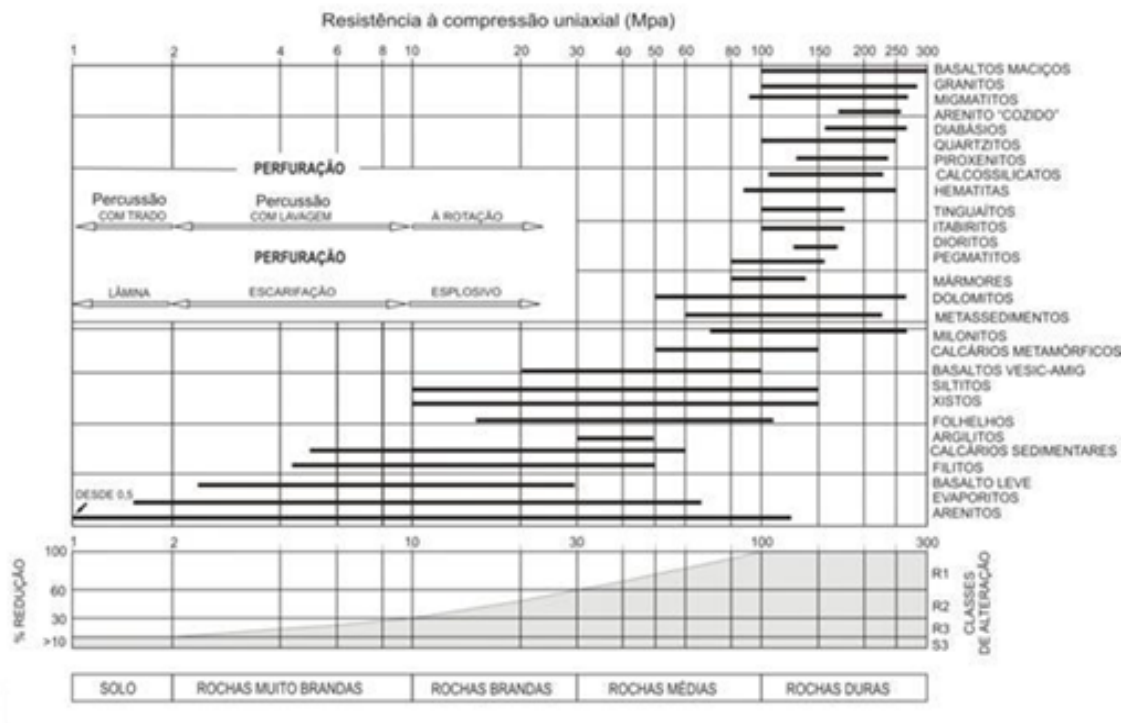 Resistência à compressão uniaxial (Mpa)
1 2 4 6 8 10 20 30 40 50 60 80 100 150 200 250 300
BASALTOS MACIÇOS
GRANITOS
MIGMATITOS
ARENITO "COZIDO"
DIABÁSIOS
QUARTZITOS
PERFURAÇÃO
PIROXENITOS
CALCOSSILICATOS
HEMATITAS
Percussão Percussão
COM TRADO COM LAVAGEM À ROTAÇÃO
TINGUAÍTOS
ITABIRITOS
DIORITOS
PERFURAÇÃO
PEGMATITOS
MÁRMORES
LÂMINA ESCARIFAÇÃO ESPLOSIVO
DOLOMITOS
METASSEDIMENTOS
MILONITOS
CALCÁRIOS METAMÓRFICOS
BASALTOS VESIC-AMIG
SILTITOS
XISTOS
FOLHELHOS
ARGILITOS
CALCÁRIOS SEDIMENTARES
FILITOS
BASALTO LEVE
DESDE 0,5
EVAPORITOS
ARENITOS
1 2 10 30 100 300
% REDUÇÃO
100
60
30
>10
R1
R2
R3
S3
CLASSES
DE ALTERAÇÃO
SOLO ROCHAS MUITO BRANDAS ROCHAS BRANDAS ROCHAS MÉDIAS ROCHAS DURAS